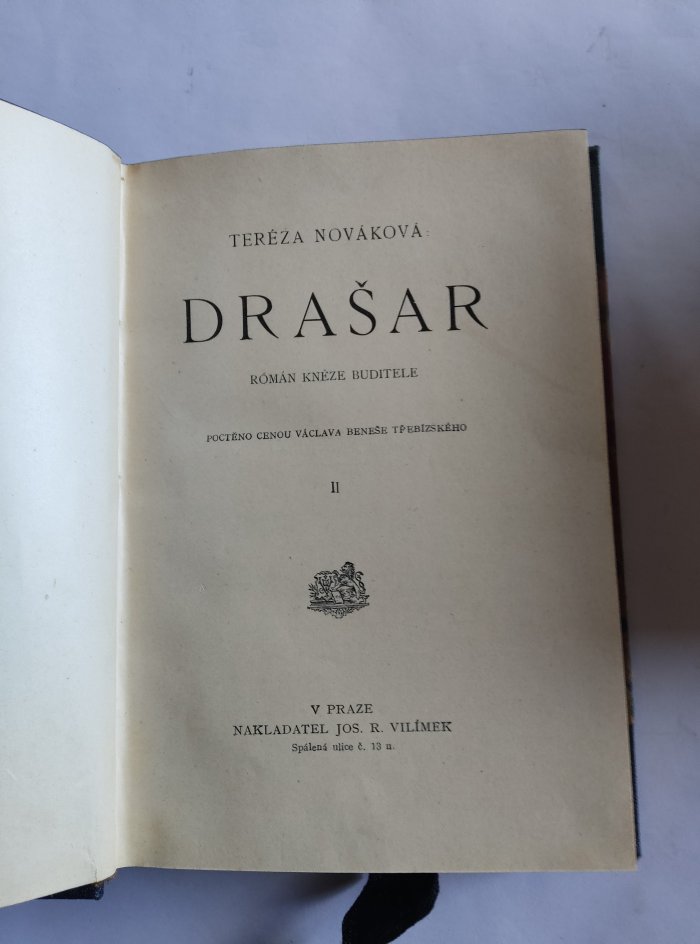 TERÉZA NOVÁKOVÁ:
DRAŠAR
RÓMÁN KNĚZE BUDITELE
POCTĚNO CENOU VÁCLAVA BENEŠE TŘEBÍZSKÉHO
II
V PRAZE
NAKLADATEL JOS. R. VILÍMEK
Spálená ulice č. 13 n.